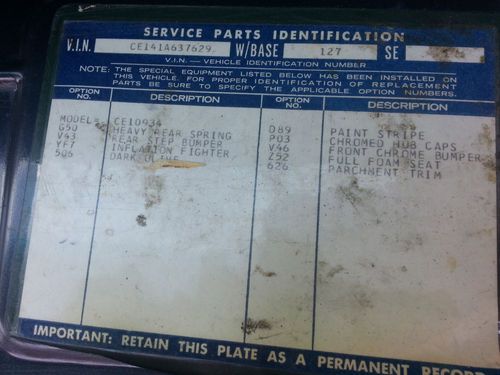 SERVICE PARTS IDENTIFICATION
V.I.N. CE141A637629 W/BASE 127 SE
V.I.N. — VEHICLE IDENTIFICATION NUMBER
NOTE: THE SPECIAL EQUIPMENT LISTED BELOW HAS BEEN INSTALLED
ON THIS VEHICLE. FOR PROPER IDENTIFICATION OF REPLACEMENT
PARTS BE SURE TO SPECIFY THE APPLICABLE OPTION NUMBERS.
OPTION NO. DESCRIPTION OPTION NO. DESCRIPTION
MODEL= CE10934
G50 HEAVY REAR SPRING
V43 REAR STEP BUMPER
YF7 INFLATION FIGHTER
506 DARK OLIVE
D89 PAINT STRIPE
P03 CHROMED HUB CAPS
V46 FRONT CHROME BUMPER
Z52 FULL FOAM SEAT
626 PARCHMENT TRIM
IMPORTANT: RETAIN THIS PLATE AS A PERMANENT RECORD